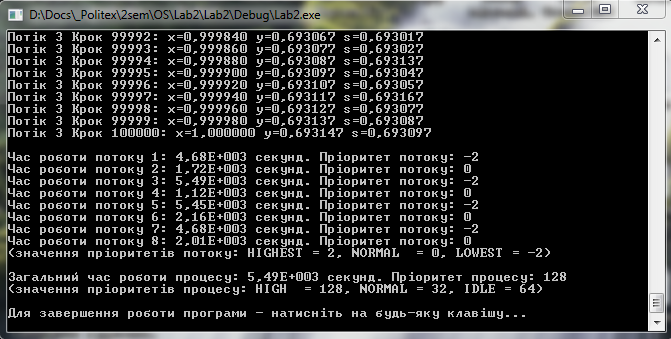 D:\Docs\_Politex\2sem\OS\Lab2\Lab2\Debug\Lab2.exe
Потік 3 Крок 99992: x=0,999840 y=0,693067 s=0,693017
Потік 3 Крок 99993: x=0,999860 y=0,693077 s=0,693027
Потік 3 Крок 99994: x=0,999880 y=0,693087 s=0,693137
Потік 3 Крок 99995: x=0,999900 y=0,693097 s=0,693047
Потік 3 Крок 99996: x=0,999920 y=0,693107 s=0,693057
Потік 3 Крок 99997: x=0,999940 y=0,693117 s=0,693167
Потік 3 Крок 99998: x=0,999960 y=0,693127 s=0,693077
Потік 3 Крок 99999: x=0,999980 y=0,693137 s=0,693087
Потік 3 Крок 100000: x=1,000000 y=0,693147 s=0,693097
Час роботи потоку 1: 4,68E+003 секунд. Пріоритет потоку: -2
Час роботи потоку 2: 1,72E+003 секунд. Пріоритет потоку: 0
Час роботи потоку 3: 5,49E+003 секунд. Пріоритет потоку: -2
Час роботи потоку 4: 1,12E+003 секунд. Пріоритет потоку: 0
Час роботи потоку 5: 5,45E+003 секунд. Пріоритет потоку: -2
Час роботи потоку 6: 2,16E+003 секунд. Пріоритет потоку: 0
Час роботи потоку 7: 4,68E+003 секунд. Пріоритет потоку: -2
Час роботи потоку 8: 2,01E+003 секунд. Пріоритет потоку: 0
(значення пріоритетів потоку: HIGHEST = 2, NORMAL  = 0, LOWEST = -2)
Загальний час роботи процесу: 5,49E+003 секунд. Пріоритет процесу: 128
(значення пріоритетів процесу: HIGH  = 128, NORMAL = 32, IDLE = 64)
Для завершення роботи програми - натисніть на будь-яку клавішу...